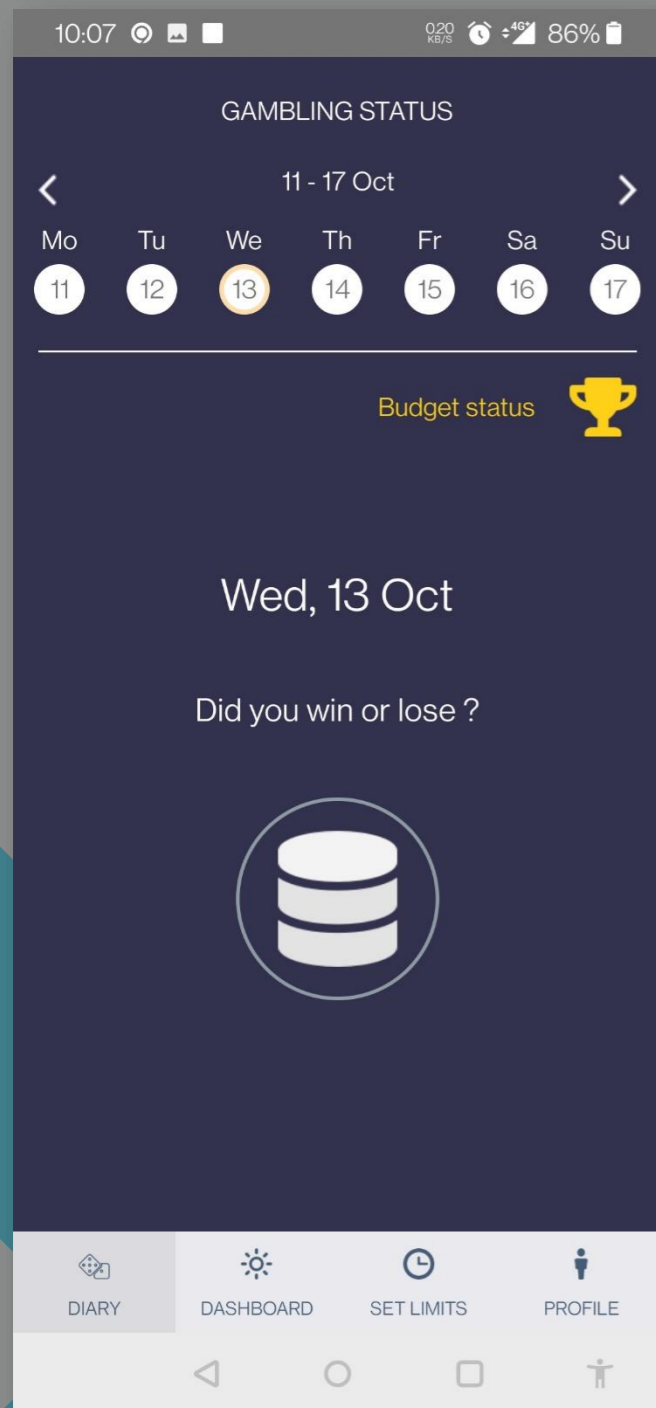 10:07 0.20 KB/S 4G+ 86%
GAMBLING STATUS
11 - 17 Oct
Mo Tu We Th Fr Sa Su
11 12 13 14 15 16 17
Budget status
Wed, 13 Oct
Did you win or lose ?
DIARY DASHBOARD SET LIMITS PROFILE